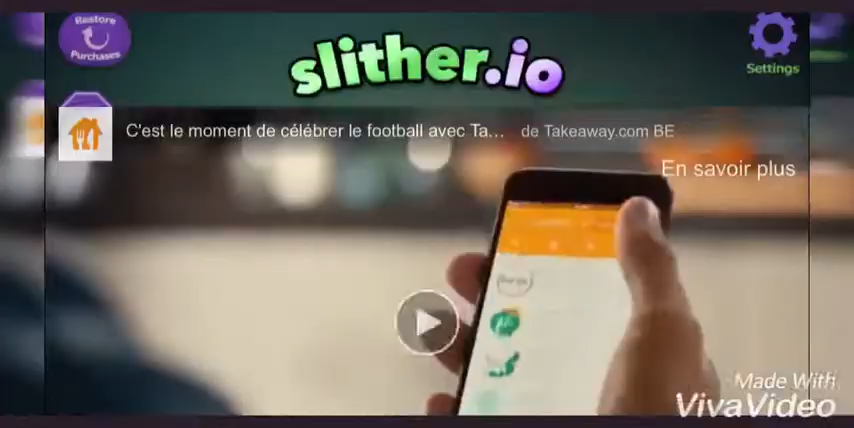 Restore
Purchases
slither.io
Settings
C'est le moment de célébrer le football avec Ta... de Takeaway.com BE
En savoir plus
Made With
VivaVideo